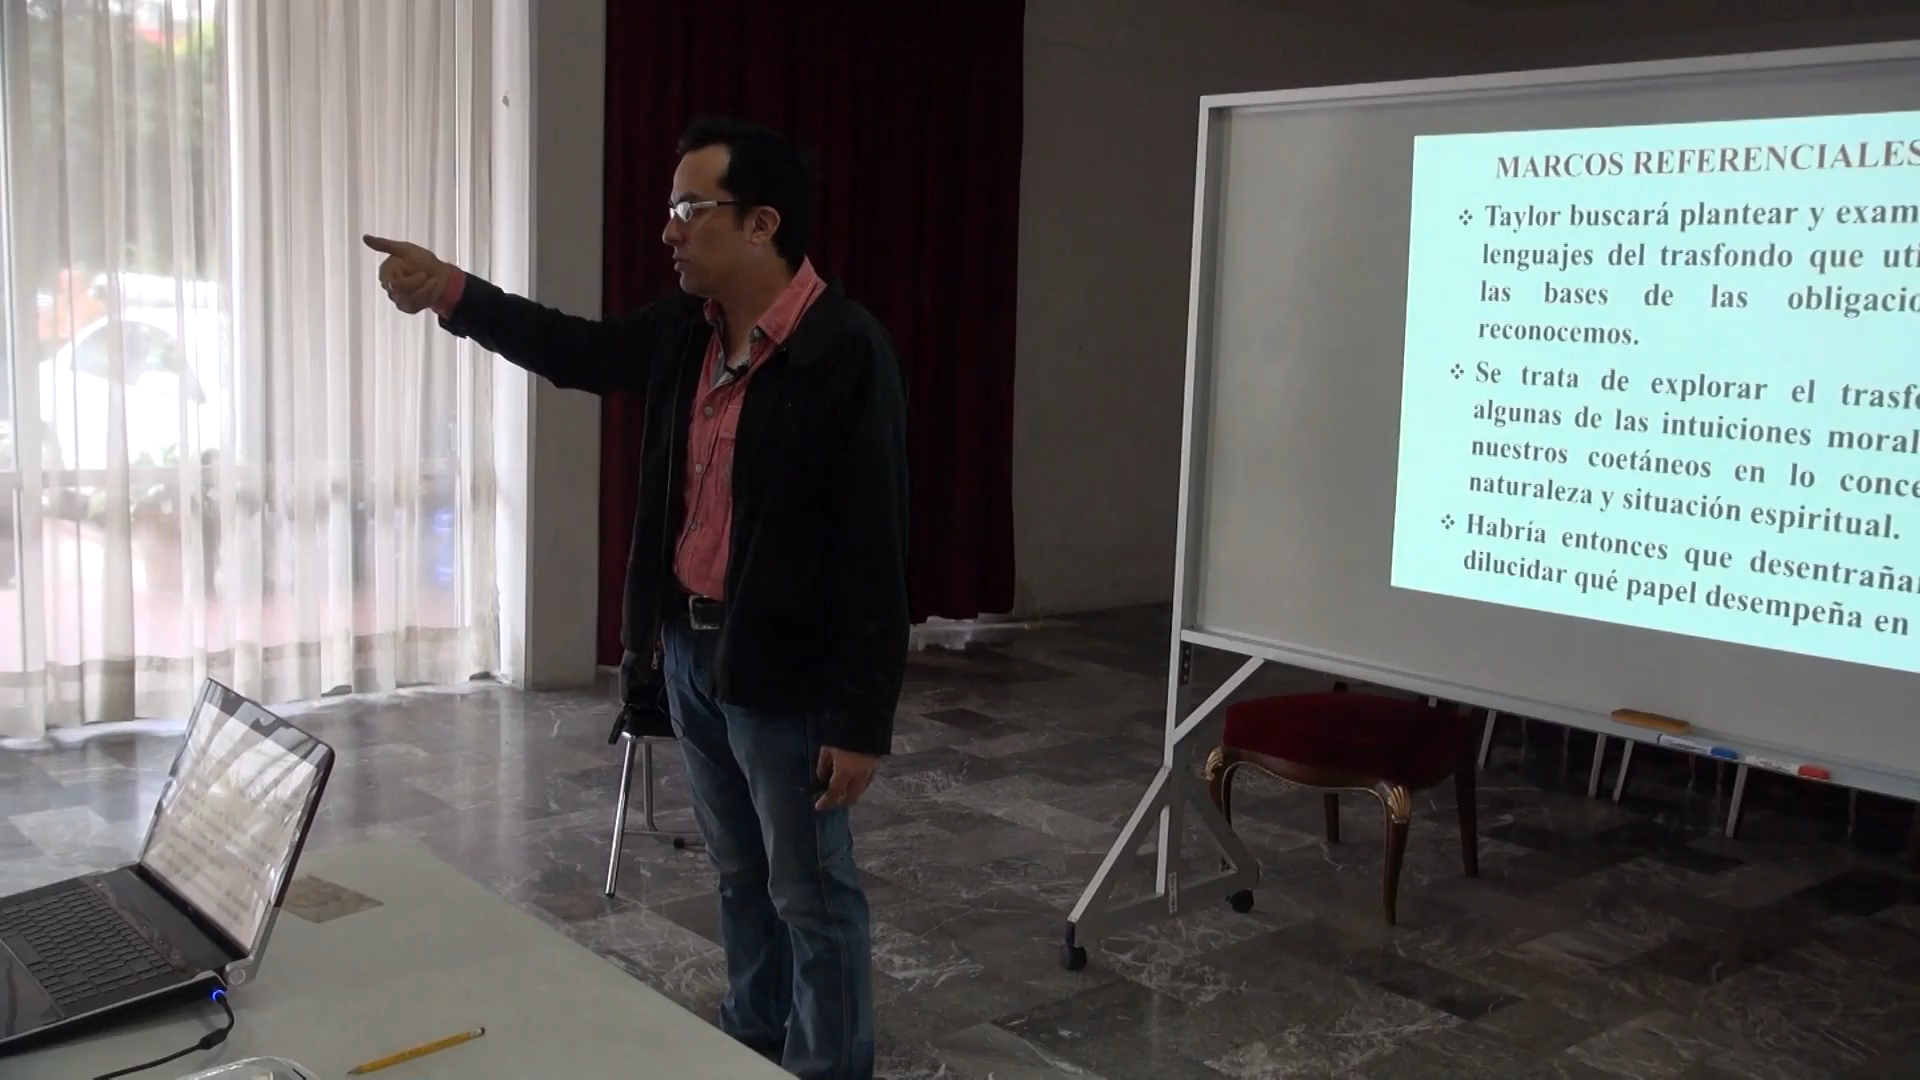 MARCOS REFERENCIALES
Taylor buscará plantear y exam
lenguajes del trasfondo que uti
las bases de las obligacio
reconocemos.
Se trata de explorar el trasfo
algunas de las intuiciones moral
nuestros coetáneos en lo conce
naturaleza y situación espiritual.
Habría entonces que desentraña
dilucidar qué papel desempeña en